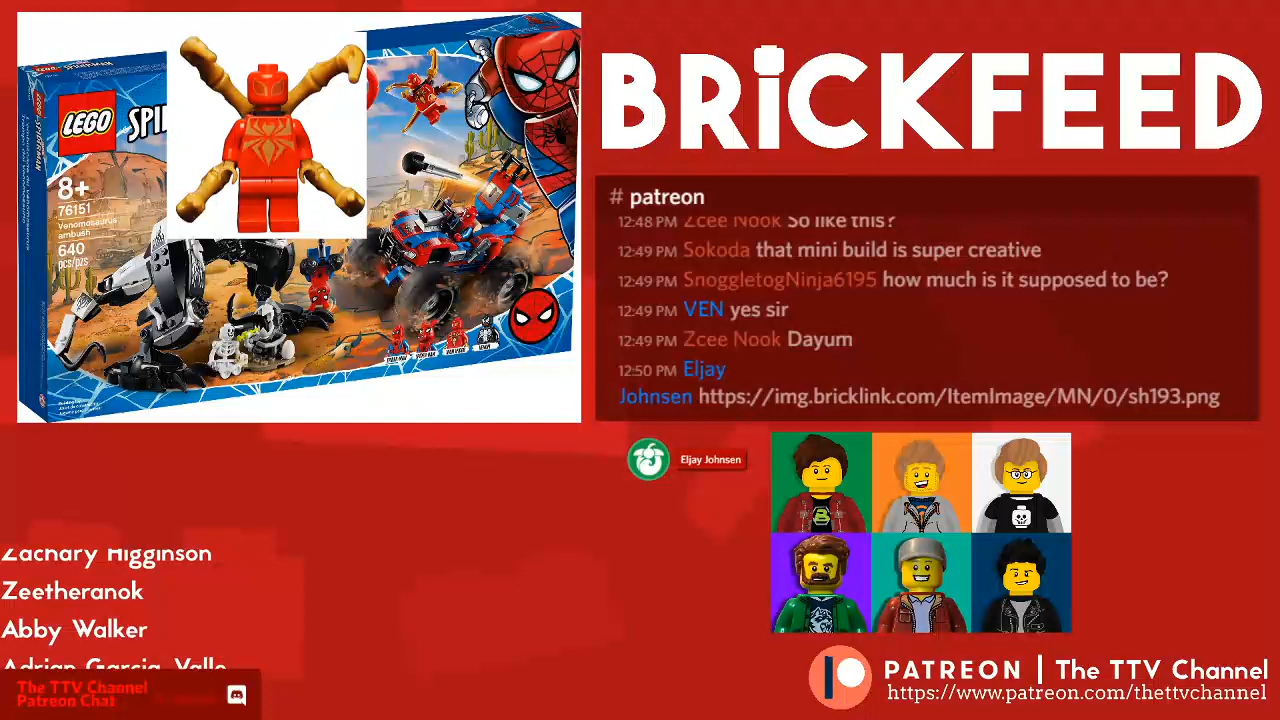 LEGO SPI
8+
76151
Venomosaurus
ambush
640
pcs/pzs
BRICKFEED
# patreon
12:48 PM Zcee Nook So like this?
12:49 PM Sokoda that mini build is super creative
12:49 PM SnoggletogNinja6195 how much is it supposed to be?
12:49 PM VEN yes sir
12:49 PM Zcee Nook Dayum
12:50 PM Eljay
Johnsen https://img.bricklink.com/ItemImage/MN/0/sh193.png
Eljay Johnsen
Zachary Higginson
Zeetheranok
Abby Walker
Adrian Garcia Valle
The TTV Channel
Patreon Chat
PATREON | The TTV Channel
https://www.patreon.com/thettvchannel